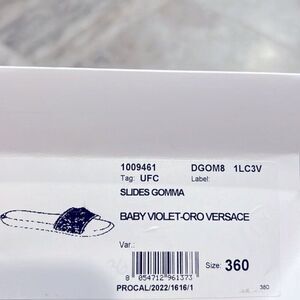 1009461 DGOM8 1LC3V
Tag: UFC Label:
SLIDES GOMMA
BABY VIOLET-ORO VERSACE
Var.:
Size: 360
8 054712 961373
PROCAL/2022/1616/1 360